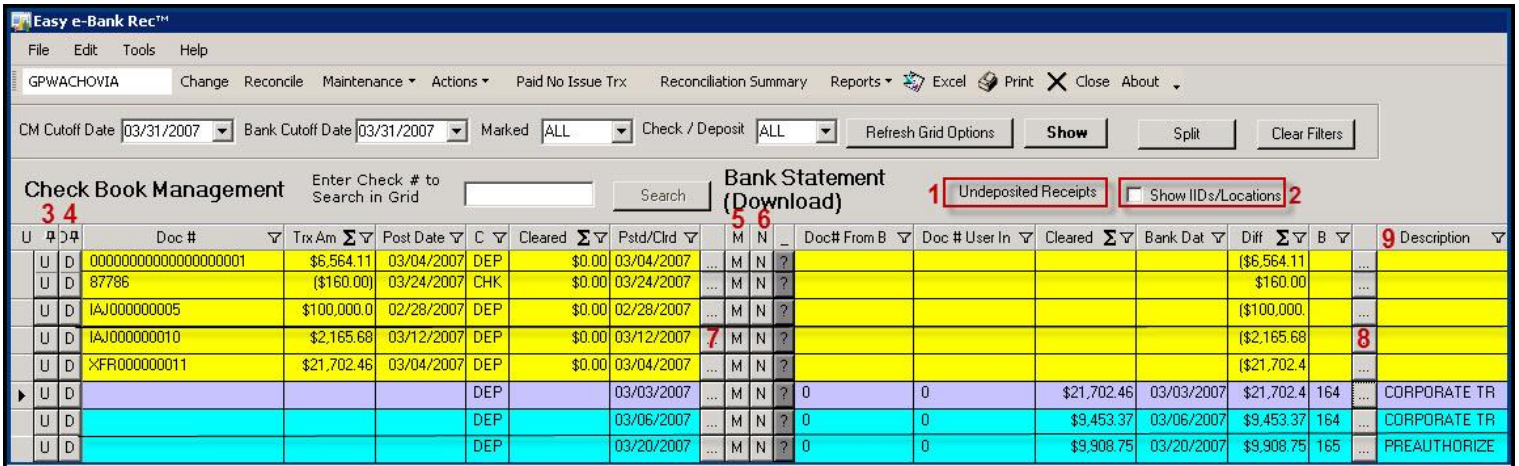 Easy e-Bank Rec™
File Edit Tools Help
GPWACHOVIA Change Reconcile Maintenance Actions Paid No Issue Trx Reconciliation Summary Reports Excel Print Close About
CM Cutoff Date 03/31/2007 Bank Cutoff Date 03/31/2007 Marked ALL Check / Deposit ALL Refresh Grid Options Show Split Clear Filters
Check Book Management Enter Check # to Search in Grid Search Bank Statement (Download) 1 Undeposited Receipts Show IIDs/Locations 2
3 4 5 6
U Doc # Trx Am Σ Post Date C Cleared Σ Pstd/Clrd M N _ Doc# From B Doc # User In Cleared Σ Bank Dat Diff Σ B 9 Description
U D 00000000000000000001 $6,564.11 03/04/2007 DEP $0.00 03/04/2007 ... M N ? ($6,564.11 ...
U D 87786 ($160.00) 03/24/2007 CHK $0.00 03/24/2007 ... M N ? $160.00 ...
U D IAJ000000005 $100,000.0 02/28/2007 DEP $0.00 02/28/2007 ... M N ? ($100,000. ...
U D IAJ000000010 $2,165.68 03/12/2007 DEP $0.00 03/12/2007 7 M N ? ($2,165.68 8
U D XFR000000011 $21,702.46 03/04/2007 DEP $0.00 03/04/2007 ... M N ? ($21,702.4 ...
U D DEP 03/03/2007 ... M N ? 0 0 $21,702.46 03/03/2007 $21,702.4 164 ... CORPORATE TR
U D DEP 03/06/2007 ... M N ? 0 0 $9,453.37 03/06/2007 $9,453.37 164 ... CORPORATE TR
U D DEP 03/20/2007 ... M N ? 0 0 $9,908.75 03/20/2007 $9,908.75 165 ... PREAUTHORIZE